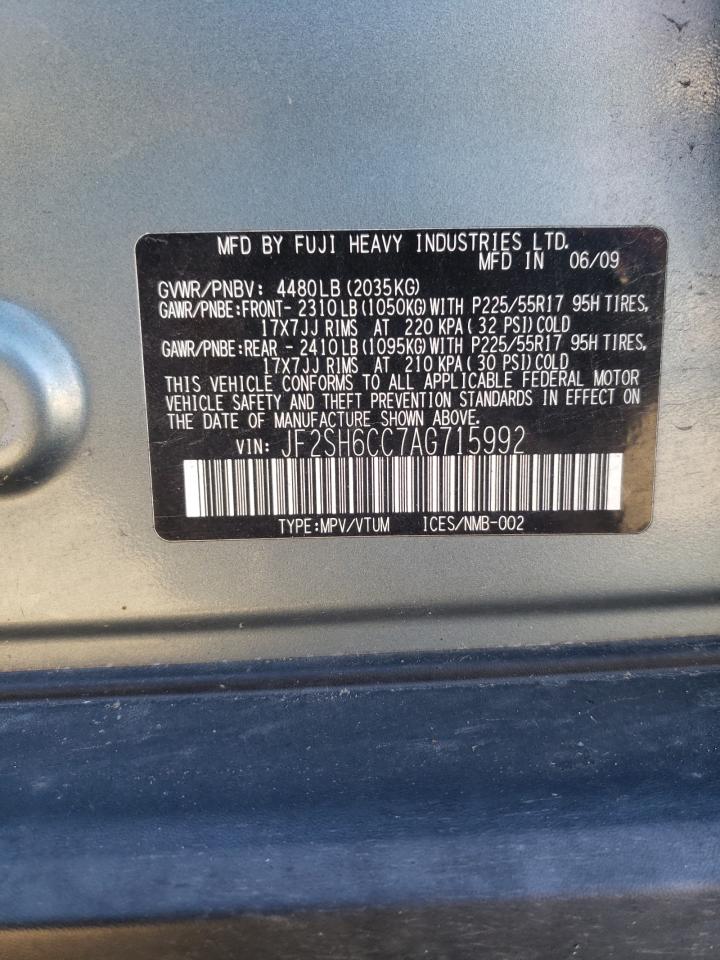 MFD BY FUJI HEAVY INDUSTRIES LTD.
MFD IN 06/09
GVWR/PNBV: 4480LB (2035KG)
GAWR/PNBE:FRONT- 2310LB(1050KG)WITH P225/55R17 95H TIRES,
17X7JJ RIMS AT 220 KPA( 32 PSI)COLD
GAWR/PNBE:REAR - 2410LB(1095KG)WITH P225/55R17 95H TIRES,
17X7JJ RIMS AT 210 KPA( 30 PSI)COLD
THIS VEHICLE CONFORMS TO ALL APPLICABLE FEDERAL MOTOR
VEHICLE SAFETY AND THEFT PREVENTION STANDARDS IN EFFECT ON
THE DATE OF MANUFACTURE SHOWN ABOVE.
VIN: JF2SH6CC7AG715992
TYPE:MPV/VTUM ICES/NMB-002